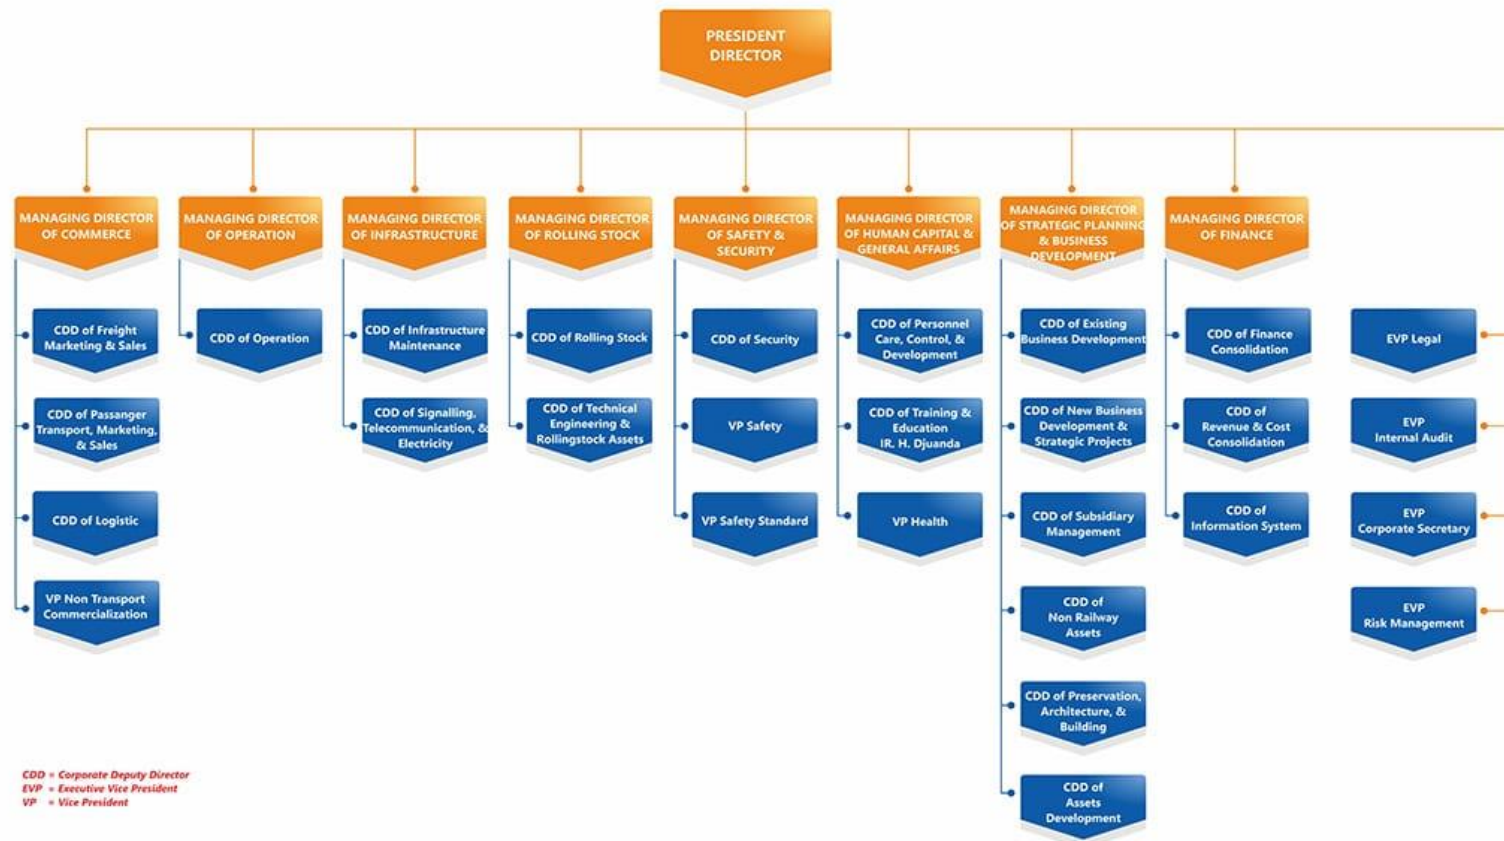 PRESIDENT
DIRECTOR
MANAGING DIRECTOR
OF COMMERCE
MANAGING DIRECTOR
OF OPERATION
MANAGING DIRECTOR
OF INFRASTRUCTURE
MANAGING DIRECTOR
OF ROLLING STOCK
MANAGING DIRECTOR
OF SAFETY &
SECURITY
MANAGING DIRECTOR
OF HUMAN CAPITAL &
GENERAL AFFAIRS
MANAGING DIRECTOR
OF STRATEGIC PLANNING
& BUSINESS
DEVELOPMENT
MANAGING DIRECTOR
OF FINANCE
CDD of Freight
Marketing & Sales
CDD of Passanger
Transport, Marketing,
& Sales
CDD of Logistic
VP Non Transport
Commercialization
CDD of Operation
CDD of Infrastructure
Maintenance
CDD of Signalling,
Telecommunication, &
Electricity
CDD of Rolling Stock
CDD of Technical
Engineering &
Rollingstock Assets
CDD of Security
VP Safety
VP Safety Standard
CDD of Personnel
Care, Control, &
Development
CDD of Training &
Education
IR. H. Djuanda
VP Health
CDD of Existing
Business Development
CDD of New Business
Development &
Strategic Projects
CDD of Subsidiary
Management
CDD of
Non Railway
Assets
CDD of Preservation,
Architecture, &
Building
CDD of
Assets
Development
CDD of Finance
Consolidation
CDD of
Revenue & Cost
Consolidation
CDD of
Information System
EVP Legal
EVP
Internal Audit
EVP
Corporate Secretary
EVP
Risk Management
CDD = Corporate Deputy Director
EVP = Executive Vice President
VP = Vice President